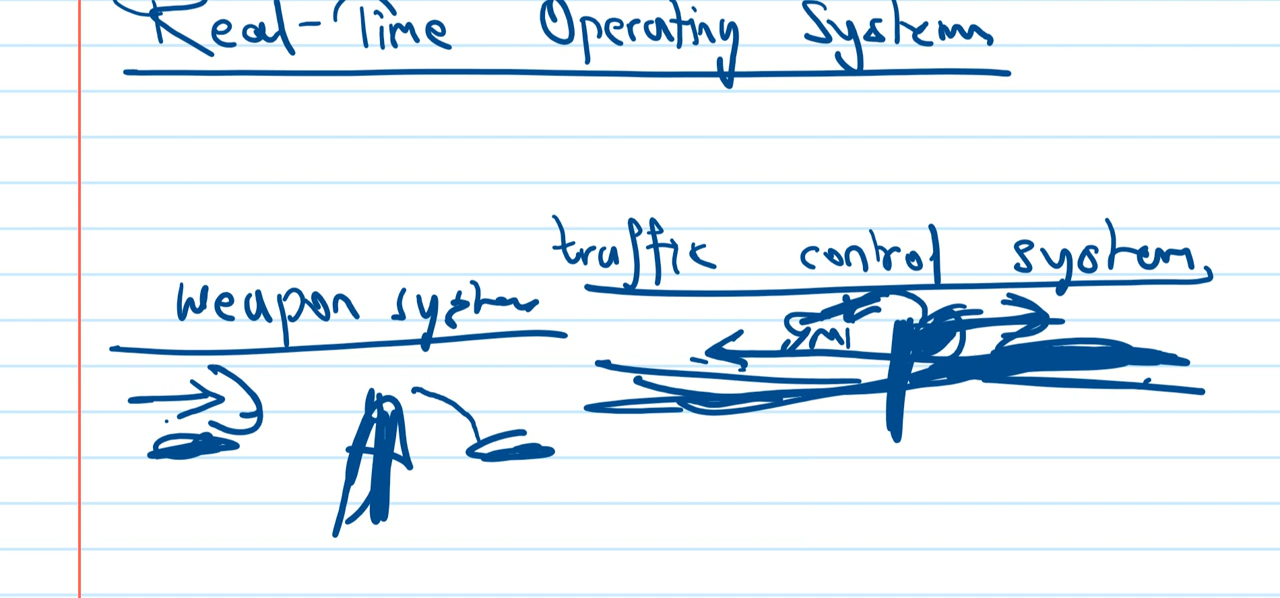 Real-Time Operating Systems
traffic control system
weapon system